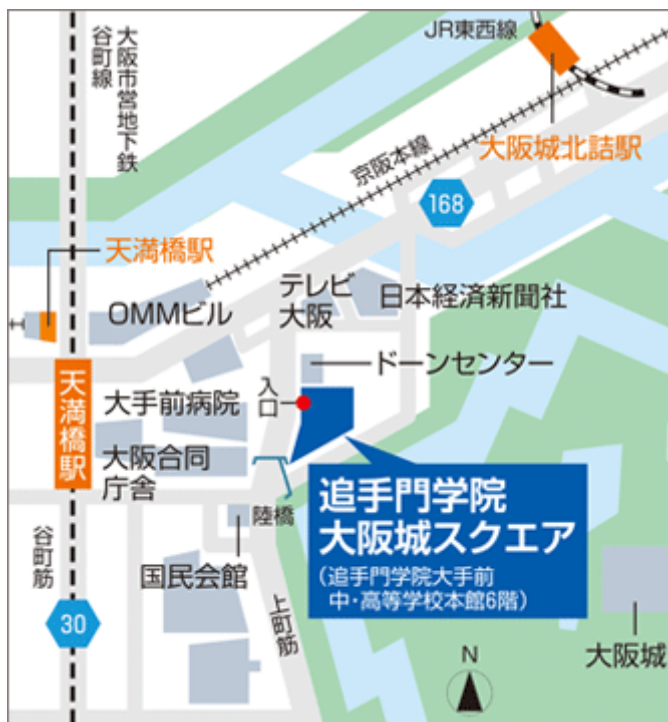 JR東西線
大阪市営地下鉄
谷町線
大阪城北詰駅
京阪本線
168
天満橋駅
OMMビル
テレビ
大阪
日本経済新聞社
ドーンセンター
天満橋駅
大手前病院
入口
大阪合同
庁舎
追手門学院
大阪城スクエア
(追手門学院大手前
中・高等学校本館6階)
陸橋
国民会館
谷町筋
上町筋
30
大阪城
N